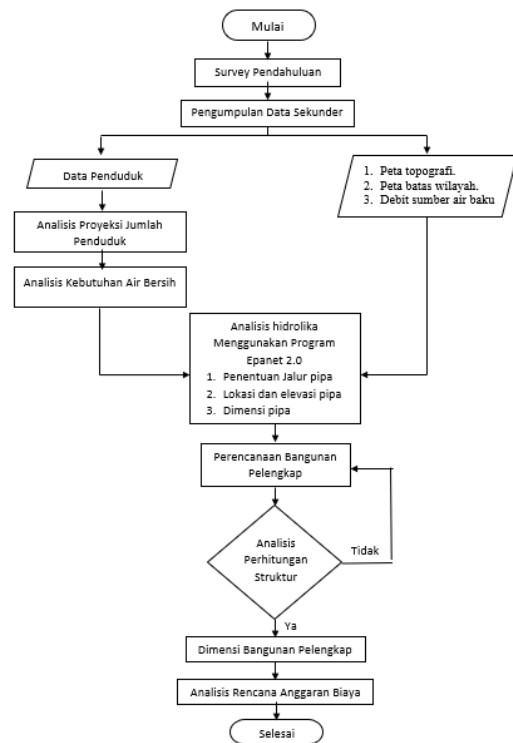 Mulai
Survey Pendahuluan
Pengumpulan Data Sekunder
Data Penduduk
1. Peta topografi.
2. Peta batas wilayah.
3. Debit sumber air baku
Analisis Proyeksi Jumlah
Penduduk
Analisis Kebutuhan Air Bersih
Analisis hidrolika
Menggunakan Program
Epanet 2.0
1. Penentuan Jalur pipa
2. Lokasi dan elevasi pipa
3. Dimensi pipa
Perencanaan Bangunan
Pelengkap
Analisis
Perhitungan
Struktur
Tidak
Ya
Dimensi Bangunan Pelengkap
Analisis Rencana Anggaran Biaya
Selesai